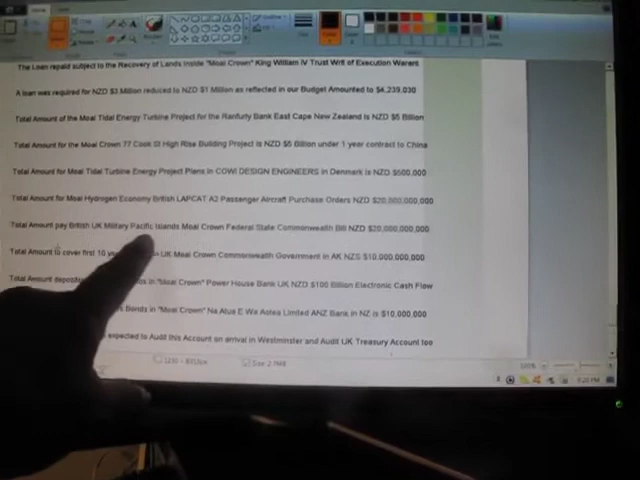 The Loan repaid subject to the Recovery of Lands inside "Moai Crown" King William IV Trust Writ of Execution Warant
A loan was required for NZD $3 Million reduced to NZD $1 Million as reflected in our Budget Amounted to $4,239,030
Total Amount of the Moai Tidal Energy Turbine Project for the Ranfurly Bank East Cape New Zealand is NZD $5 Billion
Total Amount for the Moai Crown 77 Cook St High Rise Building Project is NZD $5 Billion under 1 year contract to China
Total Amount for Moai Tidal Turbine Energy Project Plans in COWI DESIGN ENGINEERS in Denmark is NZD $500,000
Total Amount for Moai Hydrogen Economy British LAPCAT A2 Passenger Aircraft Purchase Orders NZD $20,000,000,000
Total Amount pay British UK Military Pacific Islands Moai Crown Federal State Commonwealth Bill NZD $20,000,000,000
Total Amount to cover first 10 UK Moai Crown Commonwealth Government in AK NZS $10,000,000,000
Total Amount in "Moai Crown" Power House Bank UK NZD $100 Billion Electronic Cash Flow
Bonds in "Moai Crown" Na Atua E Wa Aotea Limited ANZ Bank in NZ is $10,000,000
expected to Audit this Account on arrival in Westminster and Audit UK Treasury Account too
100%